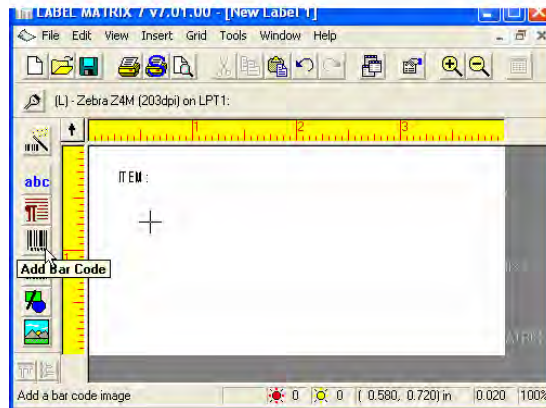 LABEL MATRIX 7 v7.01.00 - [New Label 1]
File Edit View Insert Grid Tools Window Help
(L) - Zebra Z4M (203dpi) on LPT1:
1 2 3
abc
ITEM:
1
Add Bar Code
Add a bar code image 0 0 ( 0.580, 0.720) in 0.020 100%